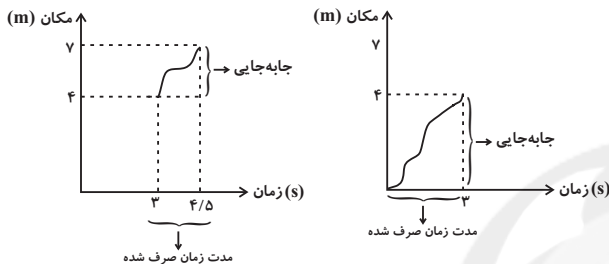 مکان (m)
۷
۴
جابه‌جایی
۳
۴/۵
زمان (s)
مدت زمان صرف شده
مکان (m)
۷
۴
جابه‌جایی
۳
زمان (s)
مدت زمان صرف شده